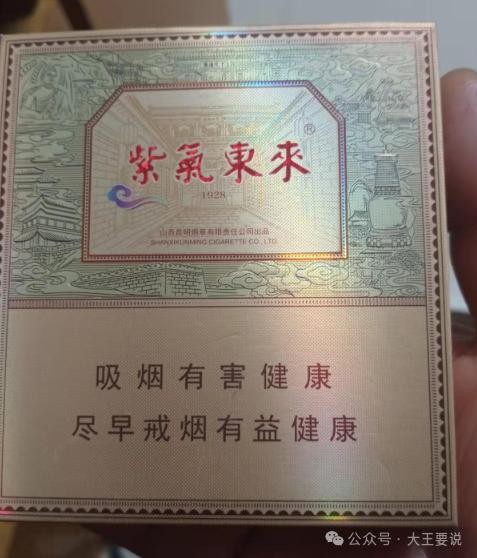 紫氣東來®
1928
山西昆明烟草有限责任公司出品
SHANXIKUNMING CIGARETTE CO., LTD.
吸烟有害健康
尽早戒烟有益健康
公众号·大王要说